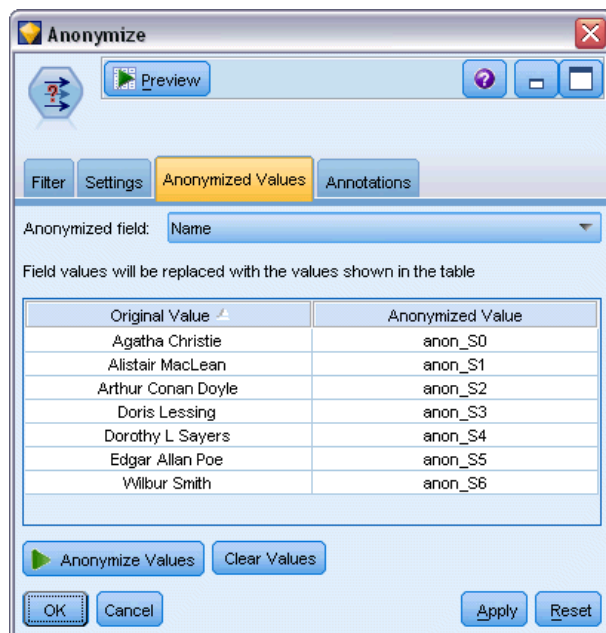 Anonymize
Preview
Filter Settings Anonymized Values Annotations
Anonymized field: Name
Field values will be replaced with the values shown in the table
Original Value Anonymized Value
Agatha Christie anon_S0
Alistair MacLean anon_S1
Arthur Conan Doyle anon_S2
Doris Lessing anon_S3
Dorothy L Sayers anon_S4
Edgar Allan Poe anon_S5
Wilbur Smith anon_S6
Anonymize Values Clear Values
OK Cancel Apply Reset